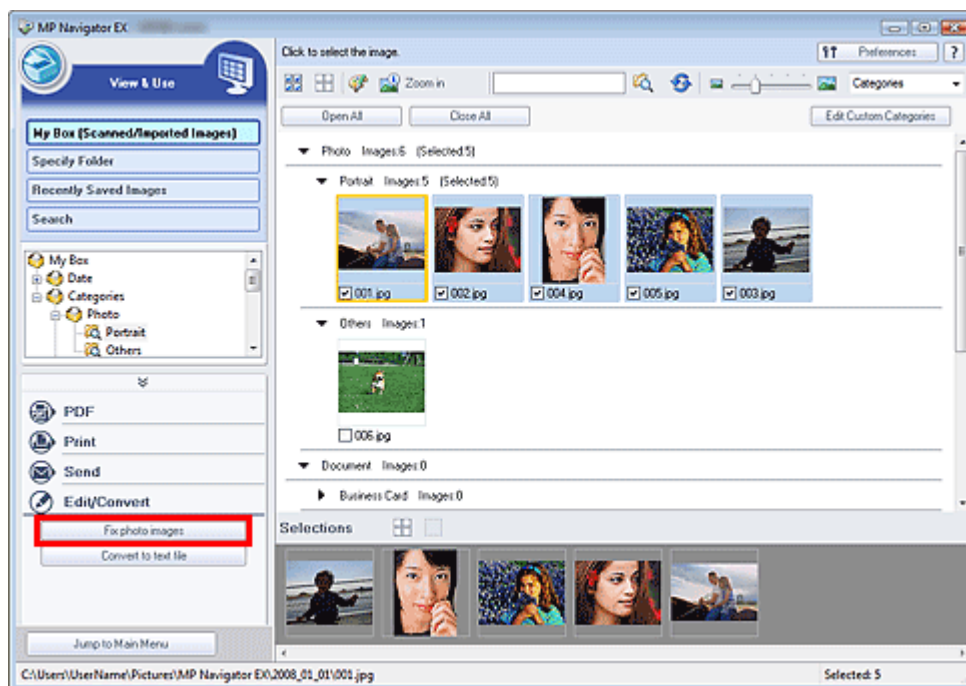 MP Navigator EX
View & Use
My Box (Scanned/Imported Images)
Specify Folder
Recently Saved Images
Search
My Box
Date
Categories
Photo
Portrait
Others
PDF
Print
Send
Edit/Convert
Fix photo images
Convert to text file
Jump to Main Menu
Click to select the image.
Preferences
?
Zoom in
Categories
Open All
Close All
Edit Custom Categories
Photo Images:6 (Selected:5)
Portrait Images:5 (Selected:5)
001.jpg
002.jpg
004.jpg
005.jpg
003.jpg
Others Images:1
006.jpg
Document Images:0
Business Card Images:0
Selections
C:\Users\UserName\Pictures\MP Navigator EX\2008_01_01\001.jpg
Selected: 5